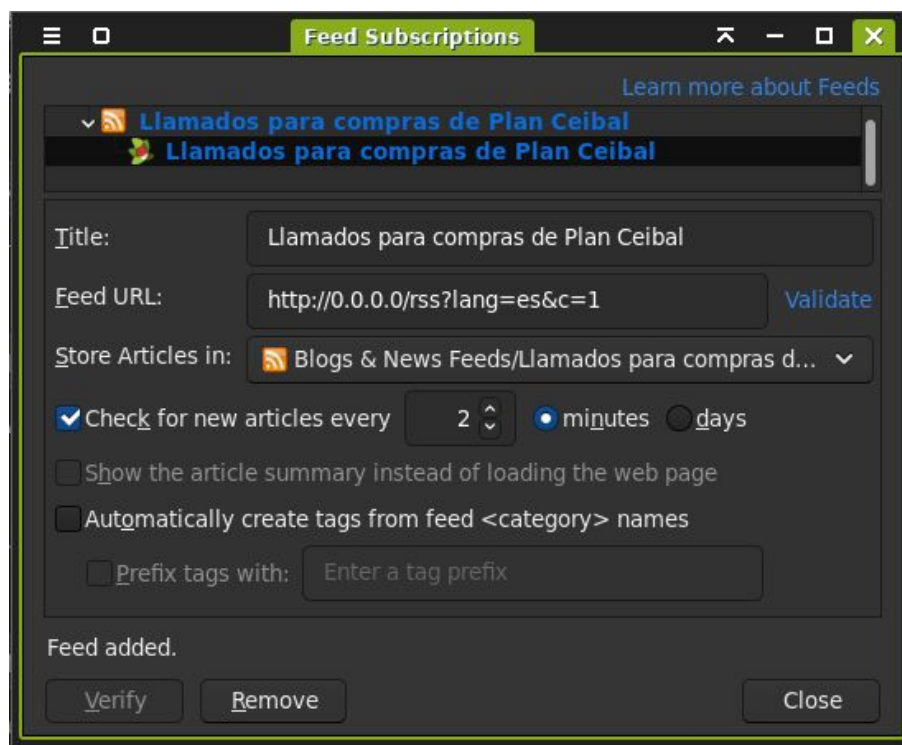 Feed Subscriptions
Learn more about Feeds
Llamados para compras de Plan Ceibal
Llamados para compras de Plan Ceibal
Title: Llamados para compras de Plan Ceibal
Feed URL: http://0.0.0.0/rss?lang=es&c=1 Validate
Store Articles in: Blogs & News Feeds/Llamados para compras d...
Check for new articles every 2 minutes days
Show the article summary instead of loading the web page
Automatically create tags from feed <category> names
Prefix tags with: Enter a tag prefix
Feed added.
Verify Remove Close